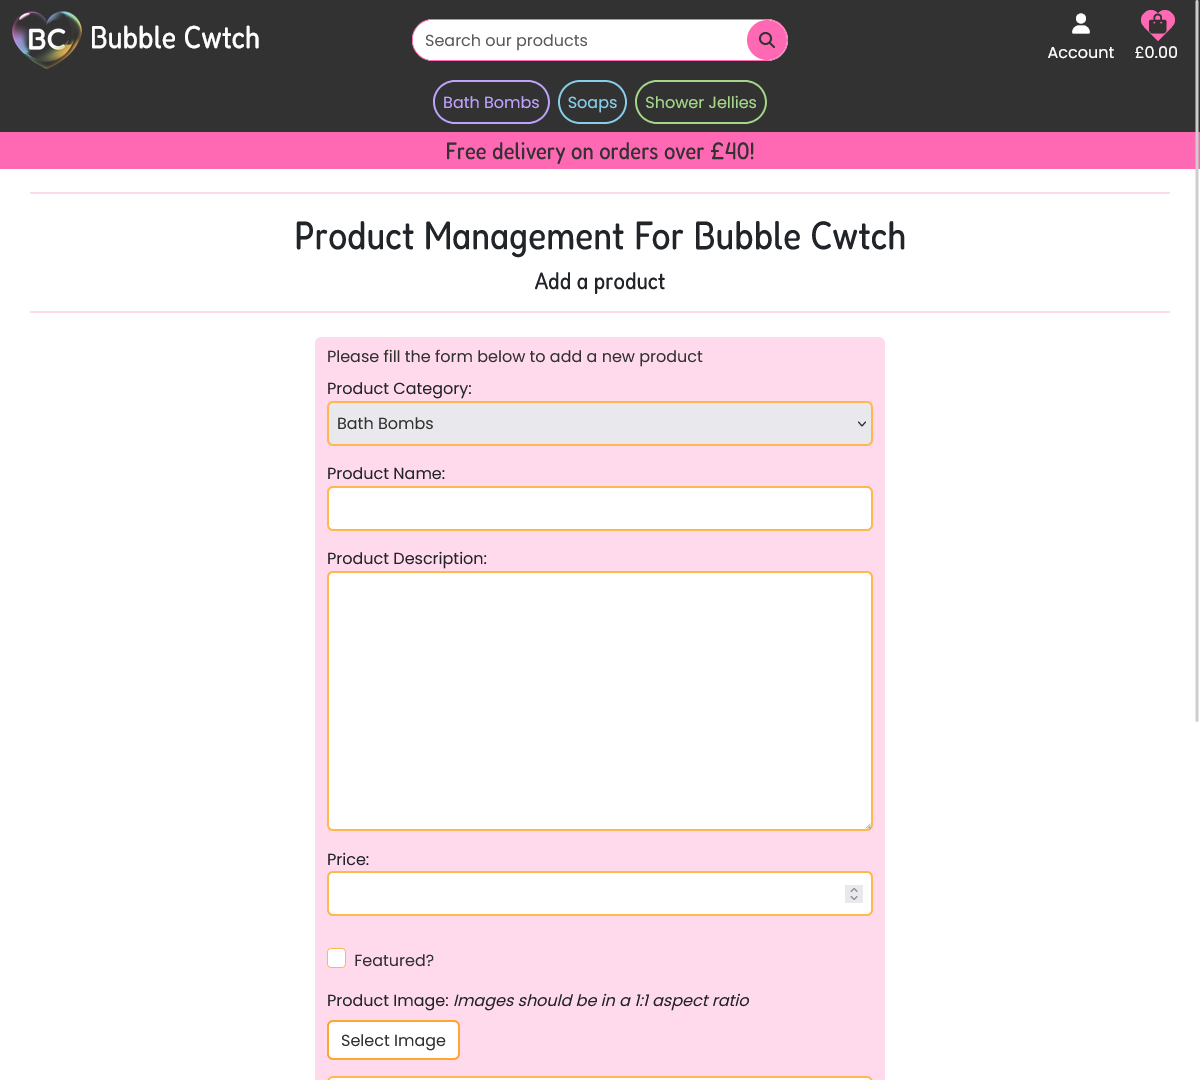 BC Bubble Cwtch
Search our products
Account
£0.00
Bath Bombs Soaps Shower Jellies
Free delivery on orders over £40!
Product Management For Bubble Cwtch
Add a product
Please fill the form below to add a new product
Product Category:
Bath Bombs
Product Name:
Product Description:
Price:
Featured?
Product Image: Images should be in a 1:1 aspect ratio
Select Image